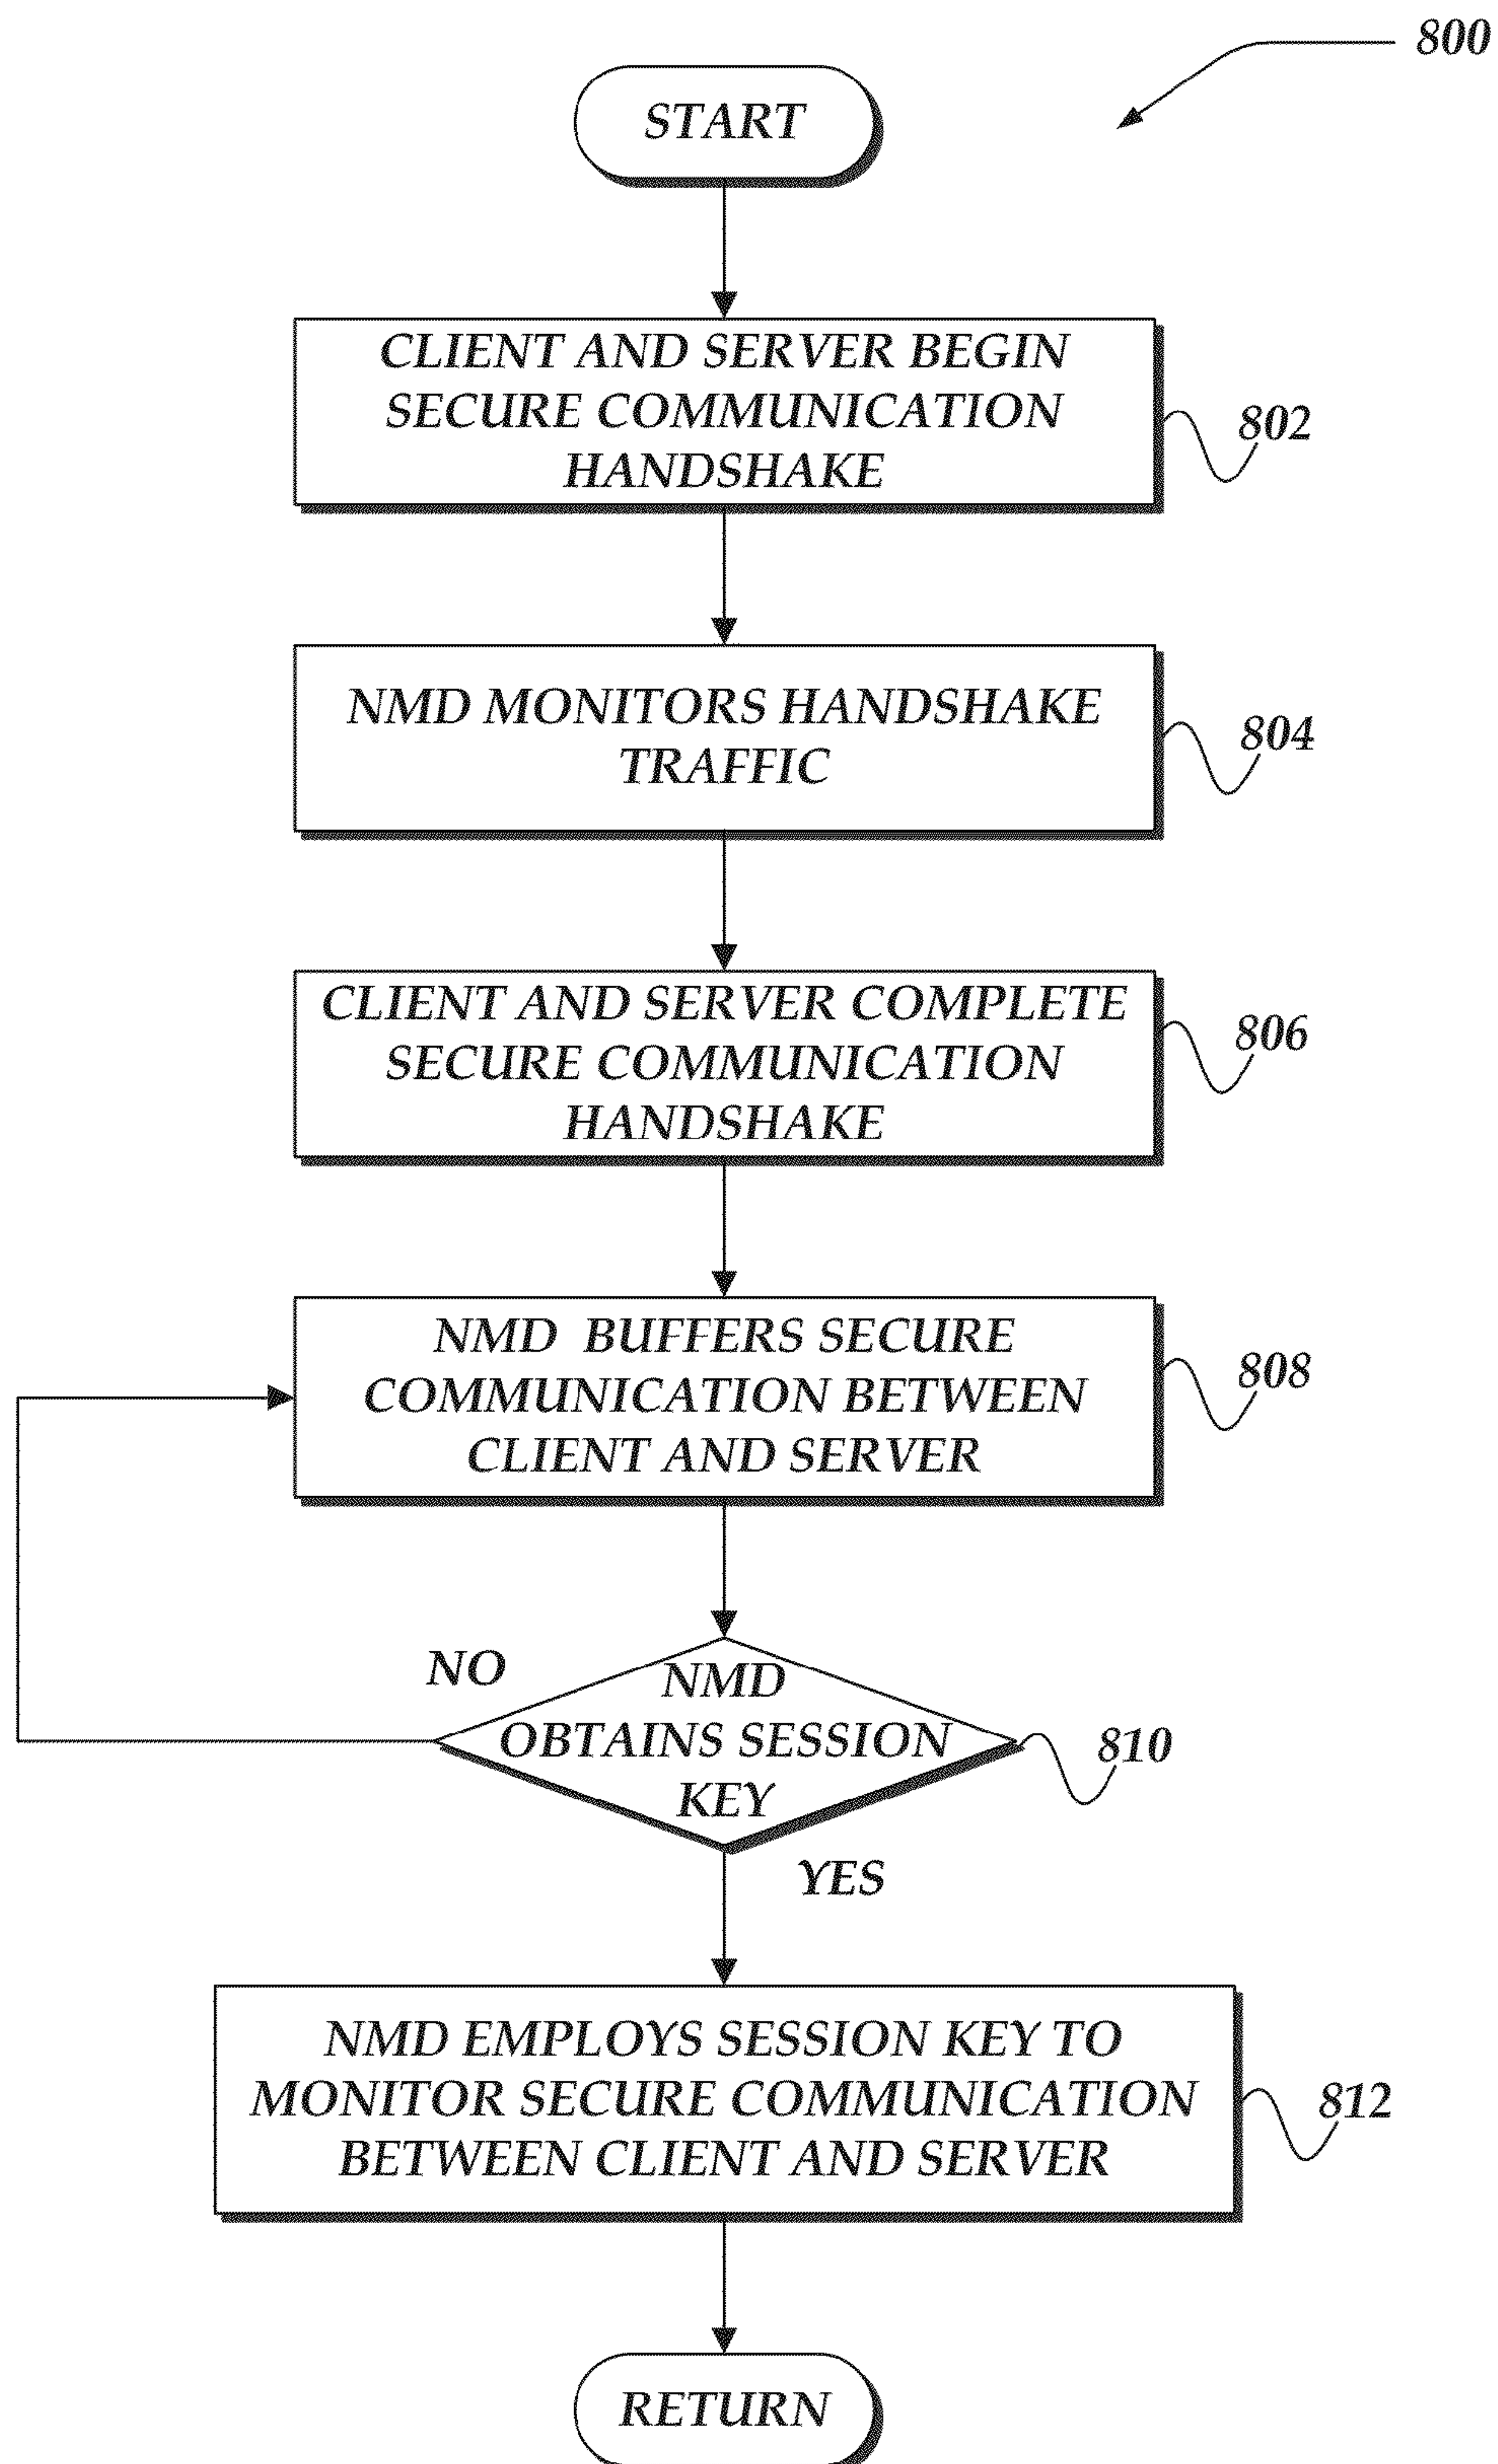 800
START
CLIENT AND SERVER BEGIN
SECURE COMMUNICATION
HANDSHAKE
802
NMD MONITORS HANDSHAKE
TRAFFIC
804
CLIENT AND SERVER COMPLETE
SECURE COMMUNICATION
HANDSHAKE
806
NMD BUFFERS SECURE
COMMUNICATION BETWEEN
CLIENT AND SERVER
808
NO
NMD
OBTAINS SESSION
KEY
810
YES
NMD EMPLOYS SESSION KEY TO
MONITOR SECURE COMMUNICATION
BETWEEN CLIENT AND SERVER
812
RETURN